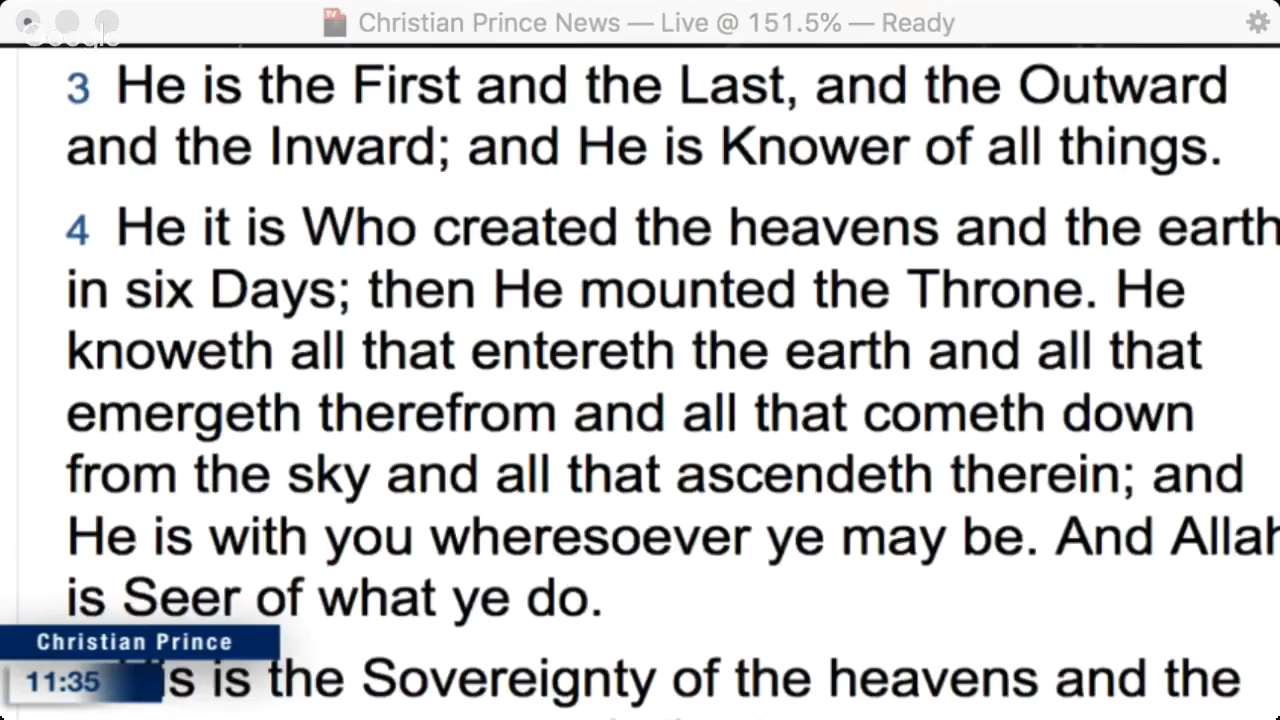 Christian Prince News — Live @ 151.5% — Ready
Google
3 He is the First and the Last, and the Outward
and the Inward; and He is Knower of all things.
4 He it is Who created the heavens and the earth
in six Days; then He mounted the Throne. He
knoweth all that entereth the earth and all that
emergeth therefrom and all that cometh down
from the sky and all that ascendeth therein; and
He is with you wheresoever ye may be. And Allah
is Seer of what ye do.
Christian Prince
11:35
is is the Sovereignty of the heavens and the